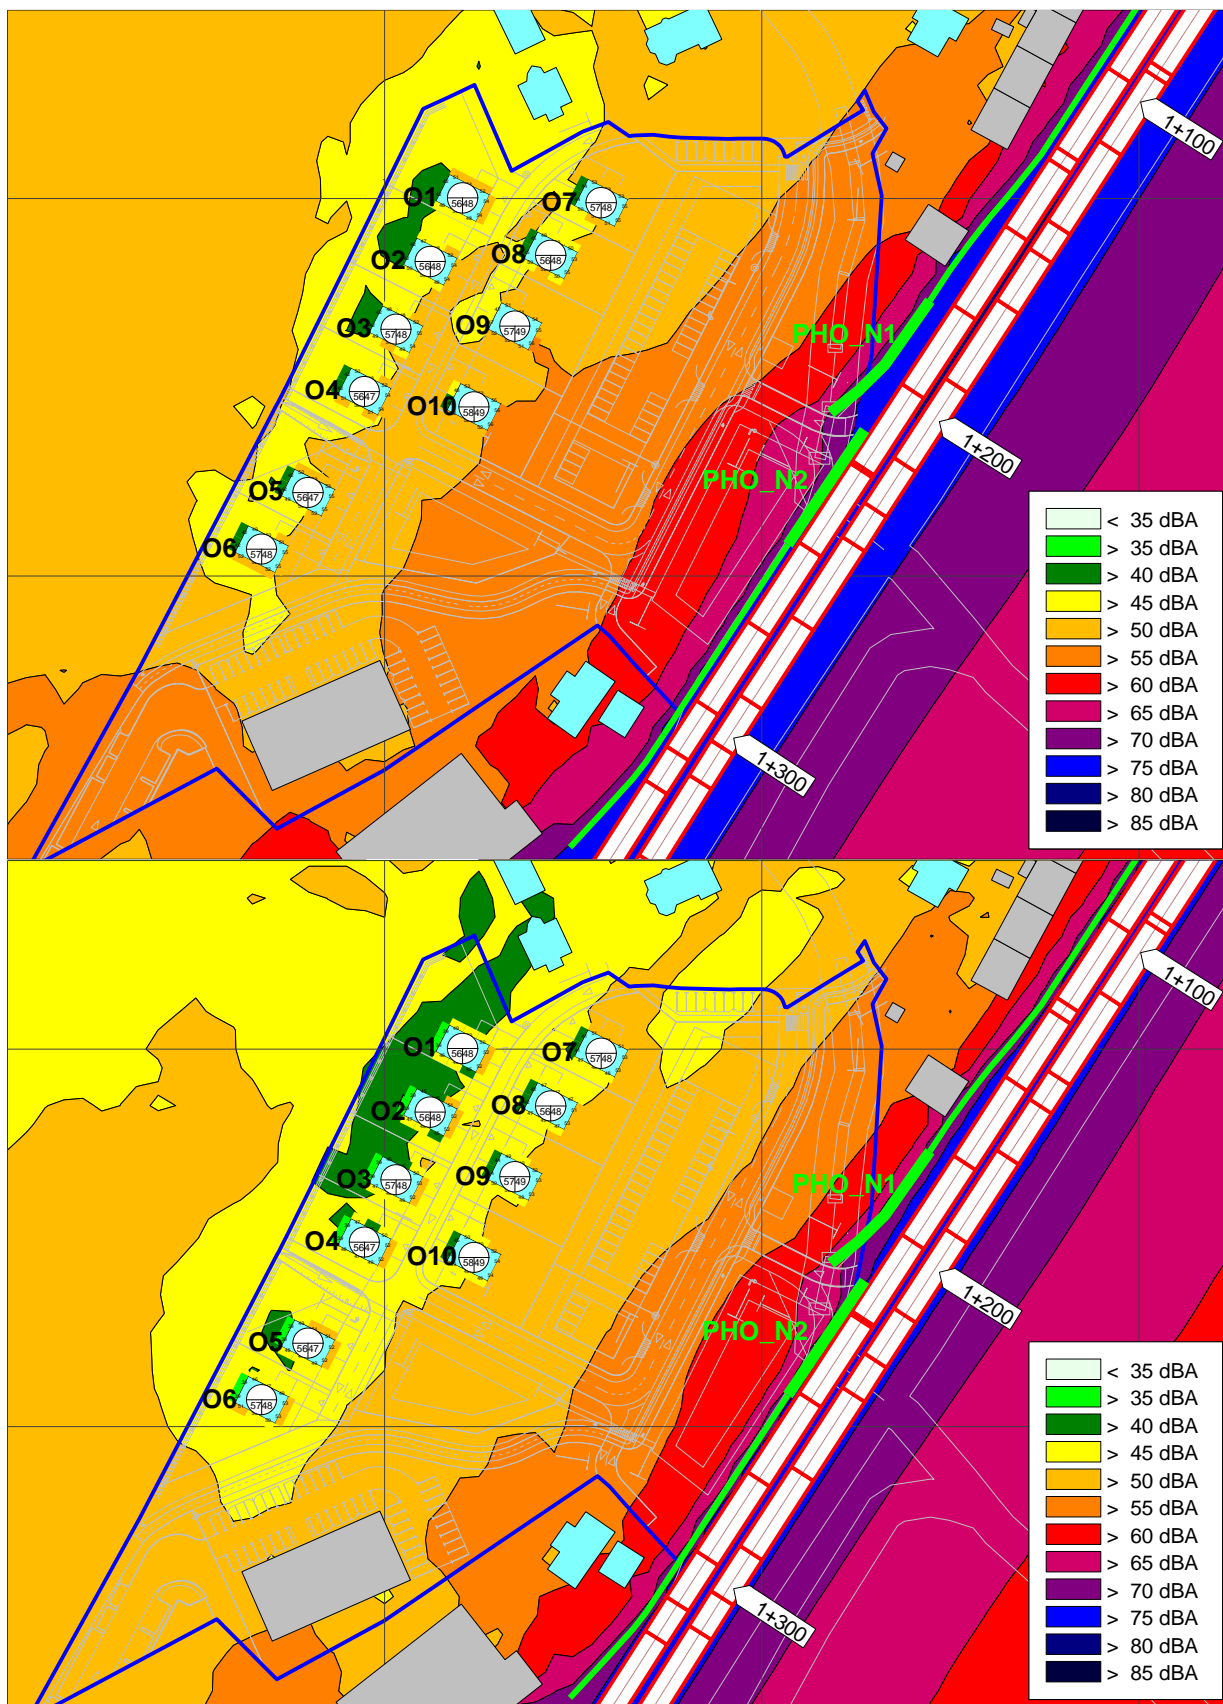 1+100
O1
5648
O7
5748
O2
5648
O8
5648
O3
5748
O9
5749
PHO_N1
O4
5647
O10
5849
1+200
PHO_N2
O5
5647
O6
5748
1+300
< 35 dBA
> 35 dBA
> 40 dBA
> 45 dBA
> 50 dBA
> 55 dBA
> 60 dBA
> 65 dBA
> 70 dBA
> 75 dBA
> 80 dBA
> 85 dBA
1+100
O1
5648
O7
5748
O2
5648
O8
5648
O3
5748
O9
5749
PHO_N1
O4
5647
O10
5849
1+200
PHO_N2
O5
5647
O6
5748
1+300
< 35 dBA
> 35 dBA
> 40 dBA
> 45 dBA
> 50 dBA
> 55 dBA
> 60 dBA
> 65 dBA
> 70 dBA
> 75 dBA
> 80 dBA
> 85 dBA